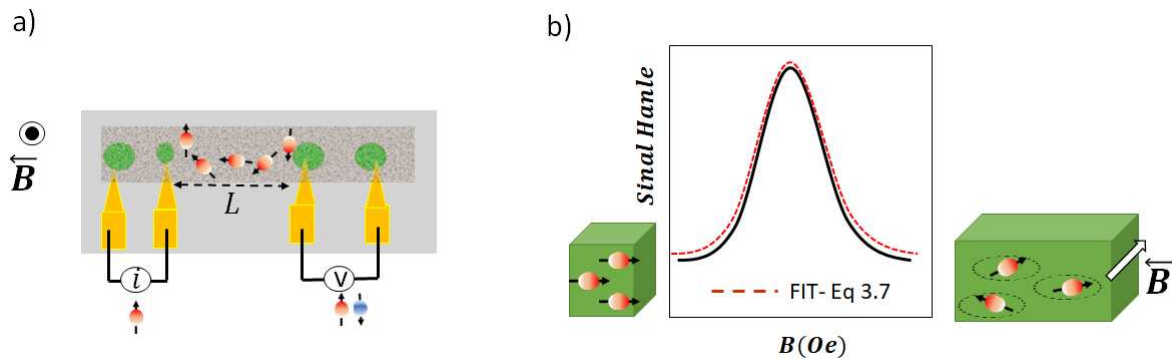 a)
B
L
i
V
b)
Sinal Hanle
FIT- Eq 3.7
B(Oe)
B